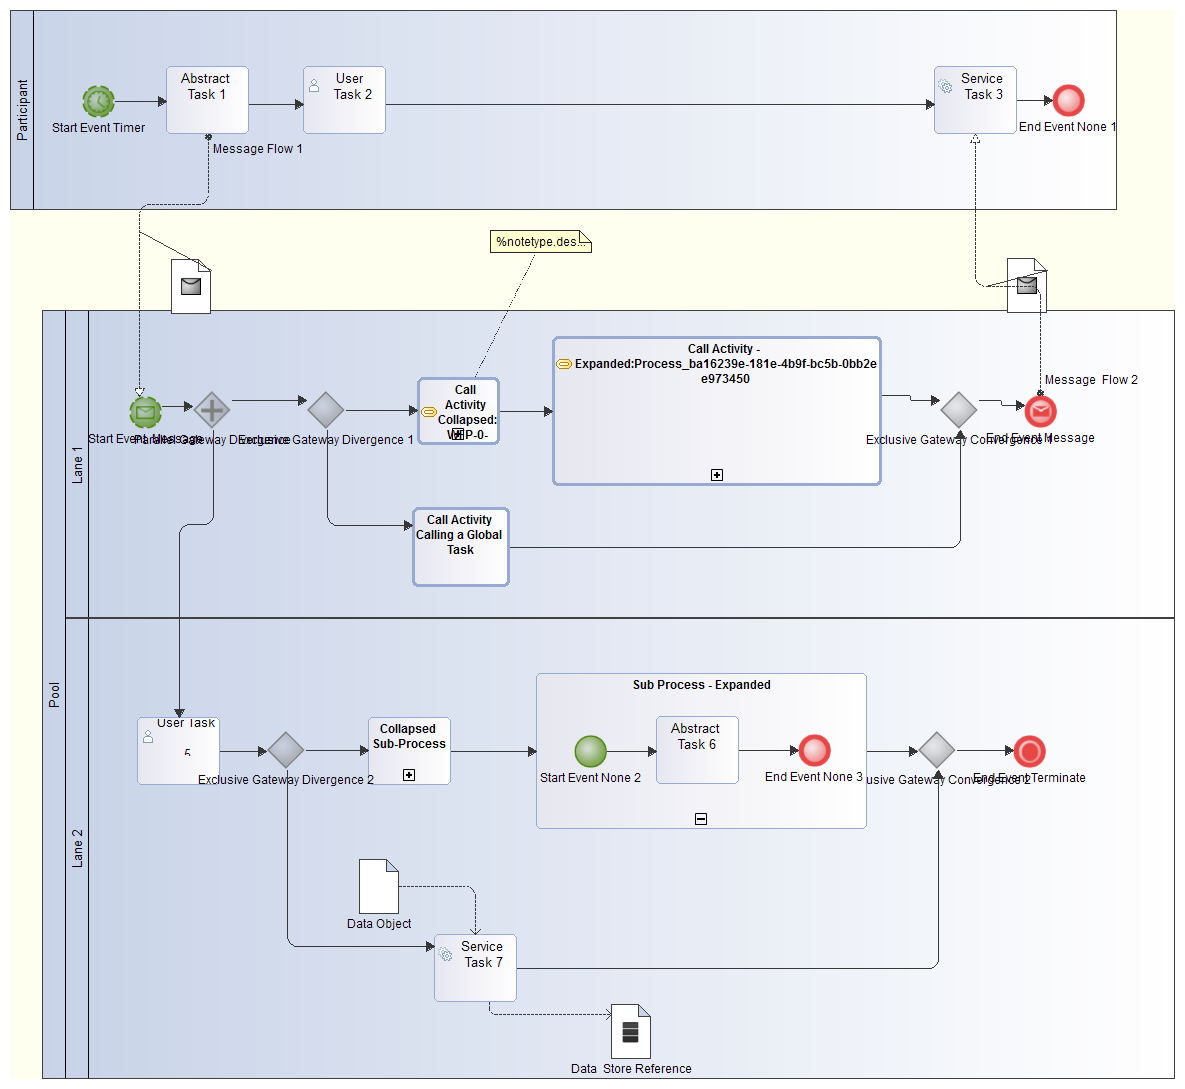 Participant
Abstract
Task 1
User
Task 2
Service
Task 3
Start Event Timer
End Event None 1
Message Flow 1
%notetype.des...
Pool
Lane 1
Call Activity -
Expanded:Process_ba16239e-181e-4b9f-bc5b-0bb2e
e973450
Call
Activity
Collapsed:
Message Flow 2
Start Event Message
Parallel Gateway Divergence
Exclusive Gateway Divergence 1
Exclusive Gateway Convergence 1
End Event Message
Call Activity
Calling a Global
Task
Lane 2
User Task
5
Exclusive Gateway Divergence 2
Collapsed
Sub-Process
Sub Process - Expanded
Abstract
Task 6
Start Event None 2
End Event None 3
usive Gateway Convergence 2
End Event Terminate
Data Object
Service
Task 7
Data Store Reference